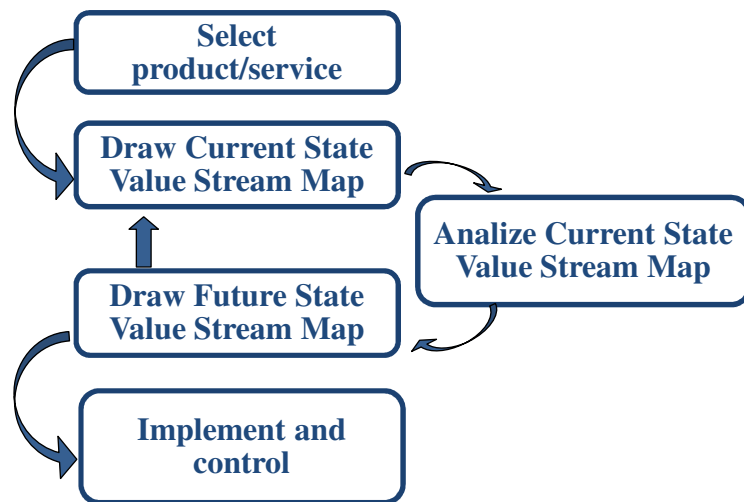 Select
product/service
Draw Current State
Value Stream Map
Analize Current State
Value Stream Map
Draw Future State
Value Stream Map
Implement and
control